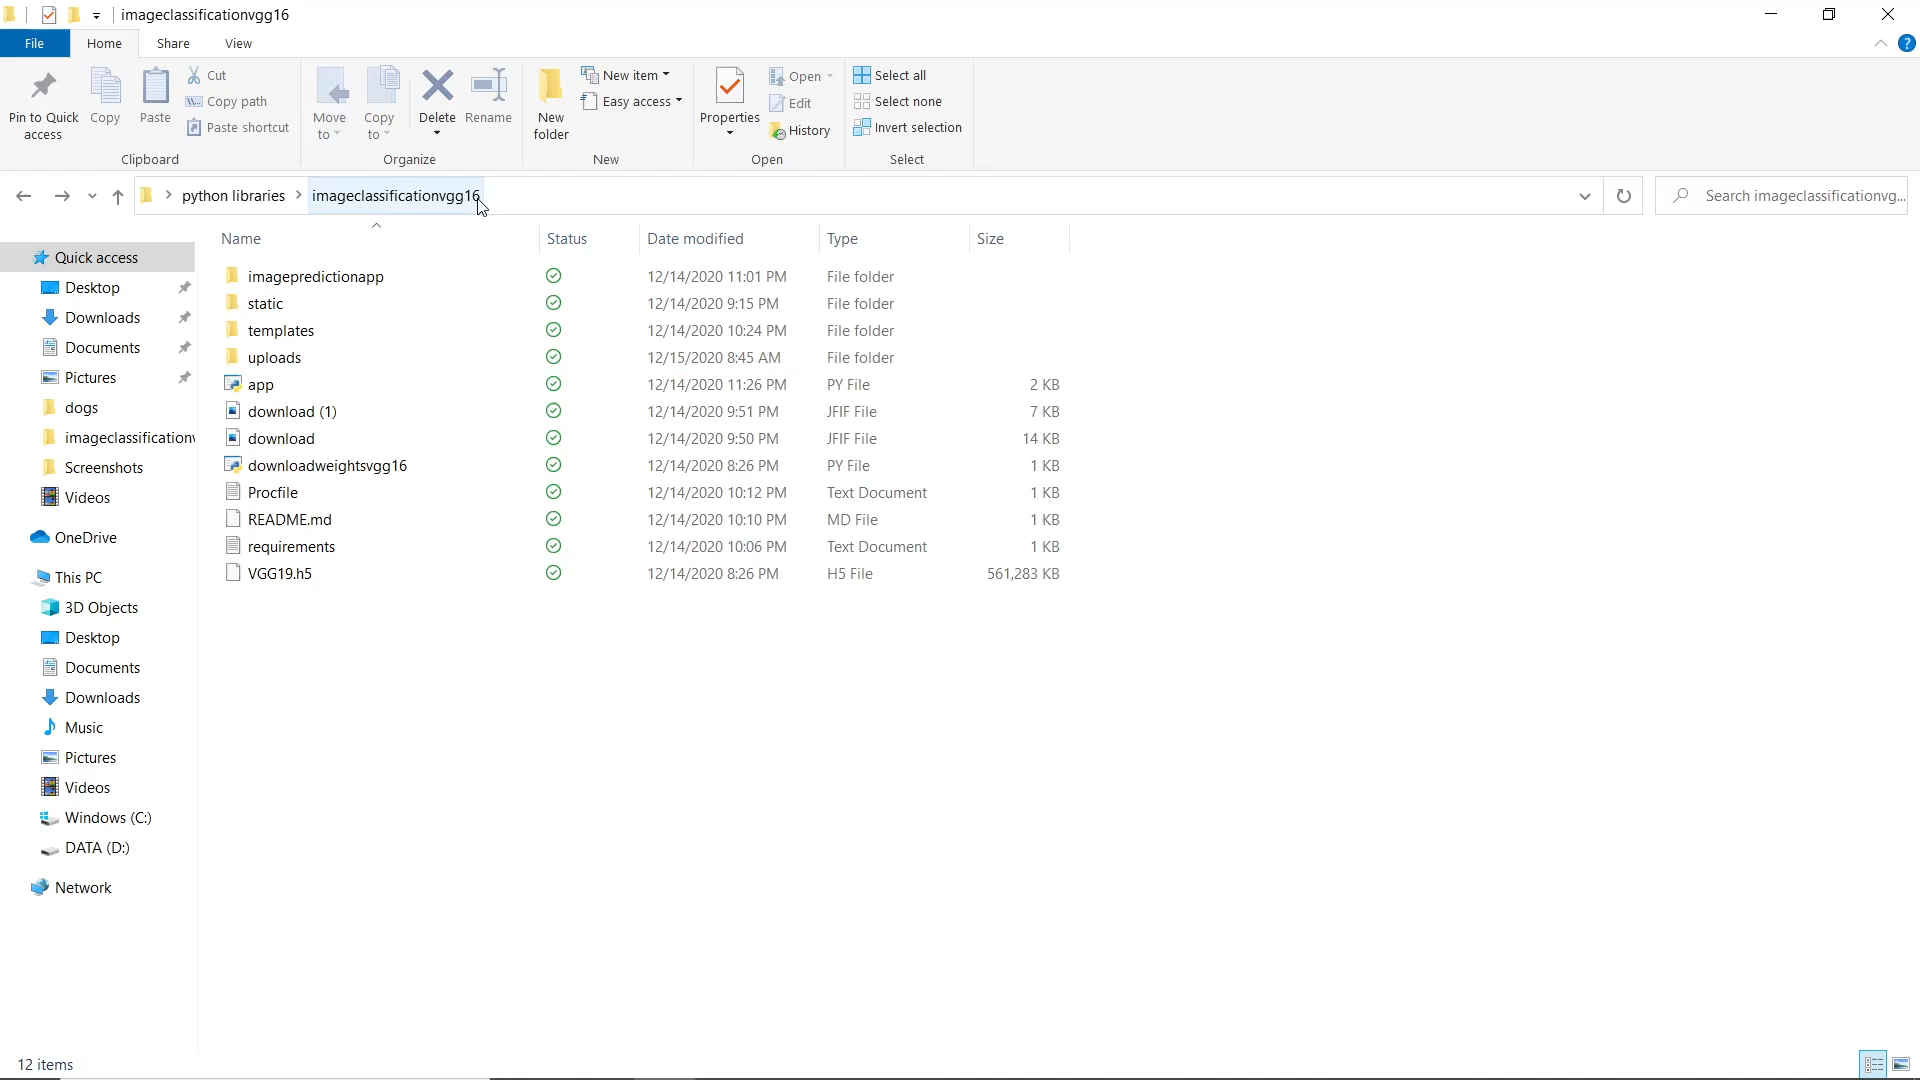 imageclassificationvgg16
File Home Share View
Pin to Quick access
Copy
Paste
Cut
Copy path
Paste shortcut
Clipboard
Move to
Copy to
Delete
Rename
Organize
New folder
New item
Easy access
New
Properties
Open
Edit
History
Open
Select all
Select none
Invert selection
Select
python libraries > imageclassificationvgg16
Search imageclassificationvg...
Name Status Date modified Type Size
imagepredictionapp 12/14/2020 11:01 PM File folder
static 12/14/2020 9:15 PM File folder
templates 12/14/2020 10:24 PM File folder
uploads 12/15/2020 8:45 AM File folder
app 12/14/2020 11:26 PM PY File 2 KB
download (1) 12/14/2020 9:51 PM JFIF File 7 KB
download 12/14/2020 9:50 PM JFIF File 14 KB
downloadweightsvgg16 12/14/2020 8:26 PM PY File 1 KB
Procfile 12/14/2020 10:12 PM Text Document 1 KB
README.md 12/14/2020 10:10 PM MD File 1 KB
requirements 12/14/2020 10:06 PM Text Document 1 KB
VGG19.h5 12/14/2020 8:26 PM H5 File 561,283 KB
Quick access
Desktop
Downloads
Documents
Pictures
dogs
imageclassificationv
Screenshots
Videos
OneDrive
This PC
3D Objects
Desktop
Documents
Downloads
Music
Pictures
Videos
Windows (C:)
DATA (D:)
Network
12 items